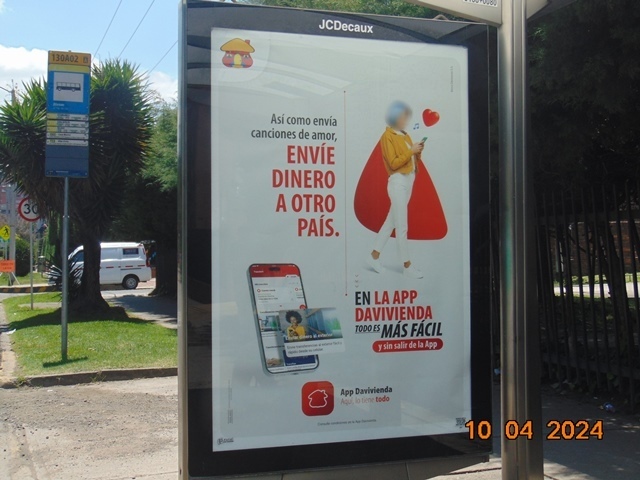 JCDecaux
130A02
30
Así como envía
canciones de amor,
ENVÍE
DINERO
A OTRO
PAÍS.
EN LA APP
DAVIVIENDA
TODO ES MÁS FÁCIL
y sin salir de la App
App Davivienda
Aquí, lo tiene todo
10 04 2024